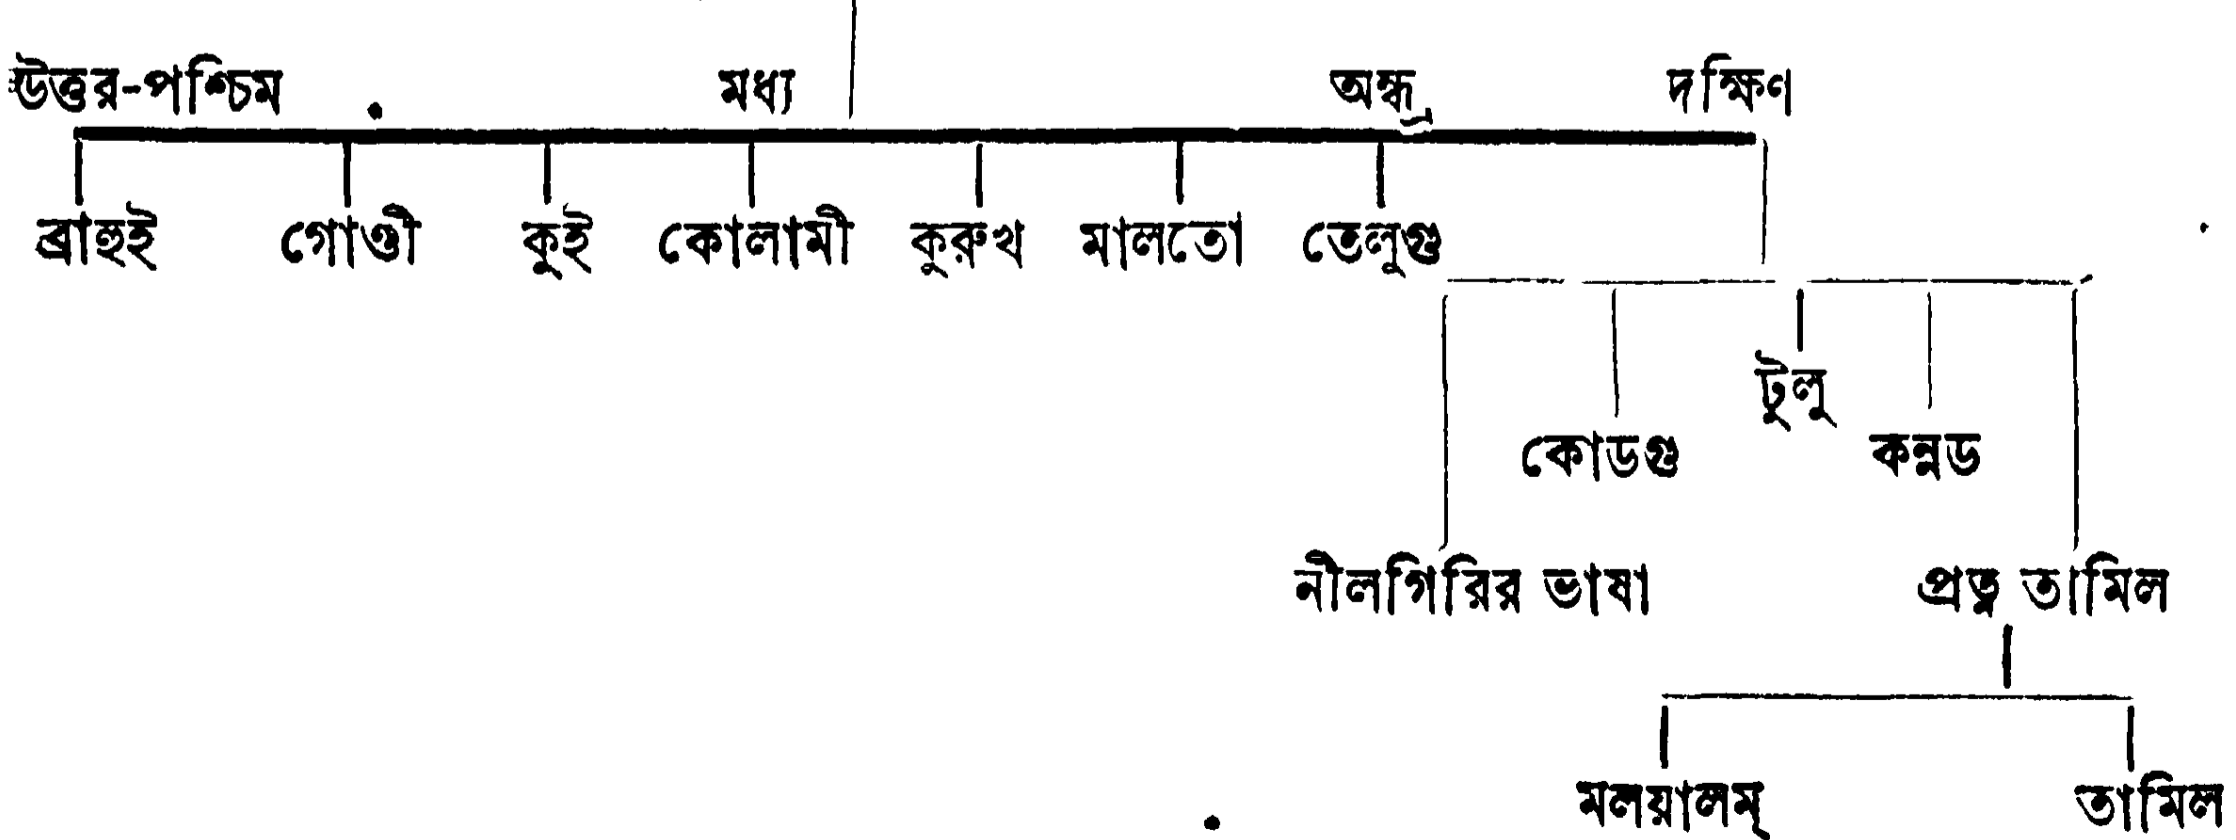 উত্তর-পশ্চিম মধ্য অন্ধ্র দক্ষিণ
ব্রাহুই গোণ্ডী কুই কোলামী কুরুখ মালতো তেলুগু
টুলু
কোডগু কন্নড
নীলগিরির ভাষা প্রত্ন তামিল
মলয়ালম্ তামিল